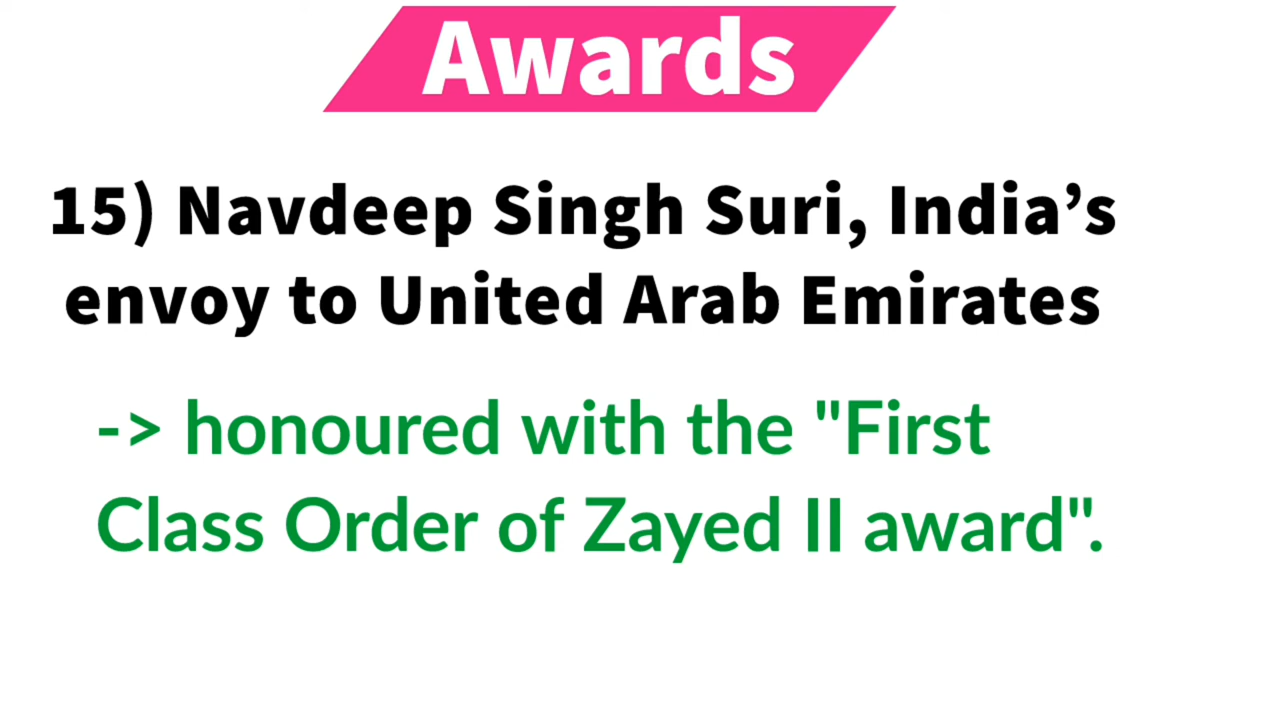 Awards
15) Navdeep Singh Suri, India’s
envoy to United Arab Emirates
-> honoured with the "First
Class Order of Zayed II award".